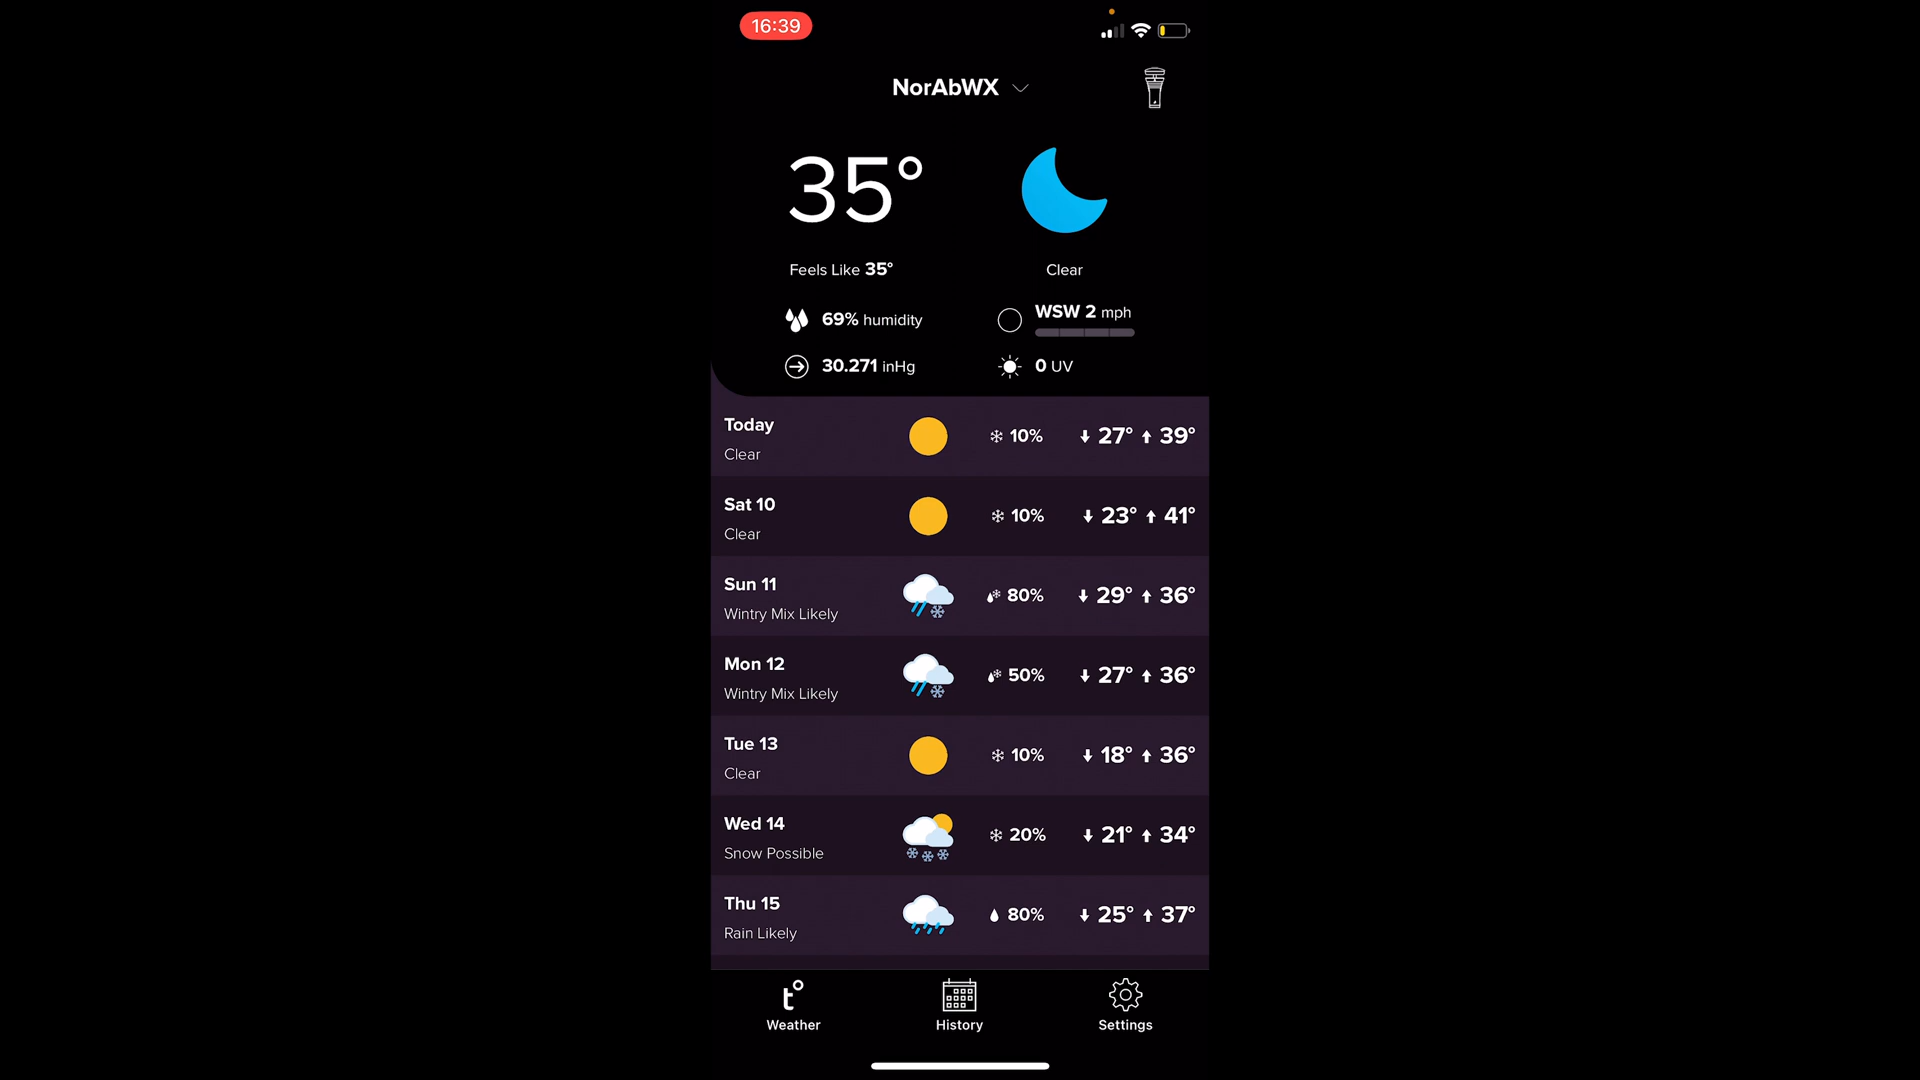 16:39
NorAbWX
35°
Feels Like 35°
Clear
69% humidity
WSW 2 mph
30.271 inHg
0 UV
Today
Clear
10%
27° 39°
Sat 10
Clear
10%
23° 41°
Sun 11
Wintry Mix Likely
80%
29° 36°
Mon 12
Wintry Mix Likely
50%
27° 36°
Tue 13
Clear
10%
18° 36°
Wed 14
Snow Possible
20%
21° 34°
Thu 15
Rain Likely
80%
25° 37°
t°
Weather
History
Settings